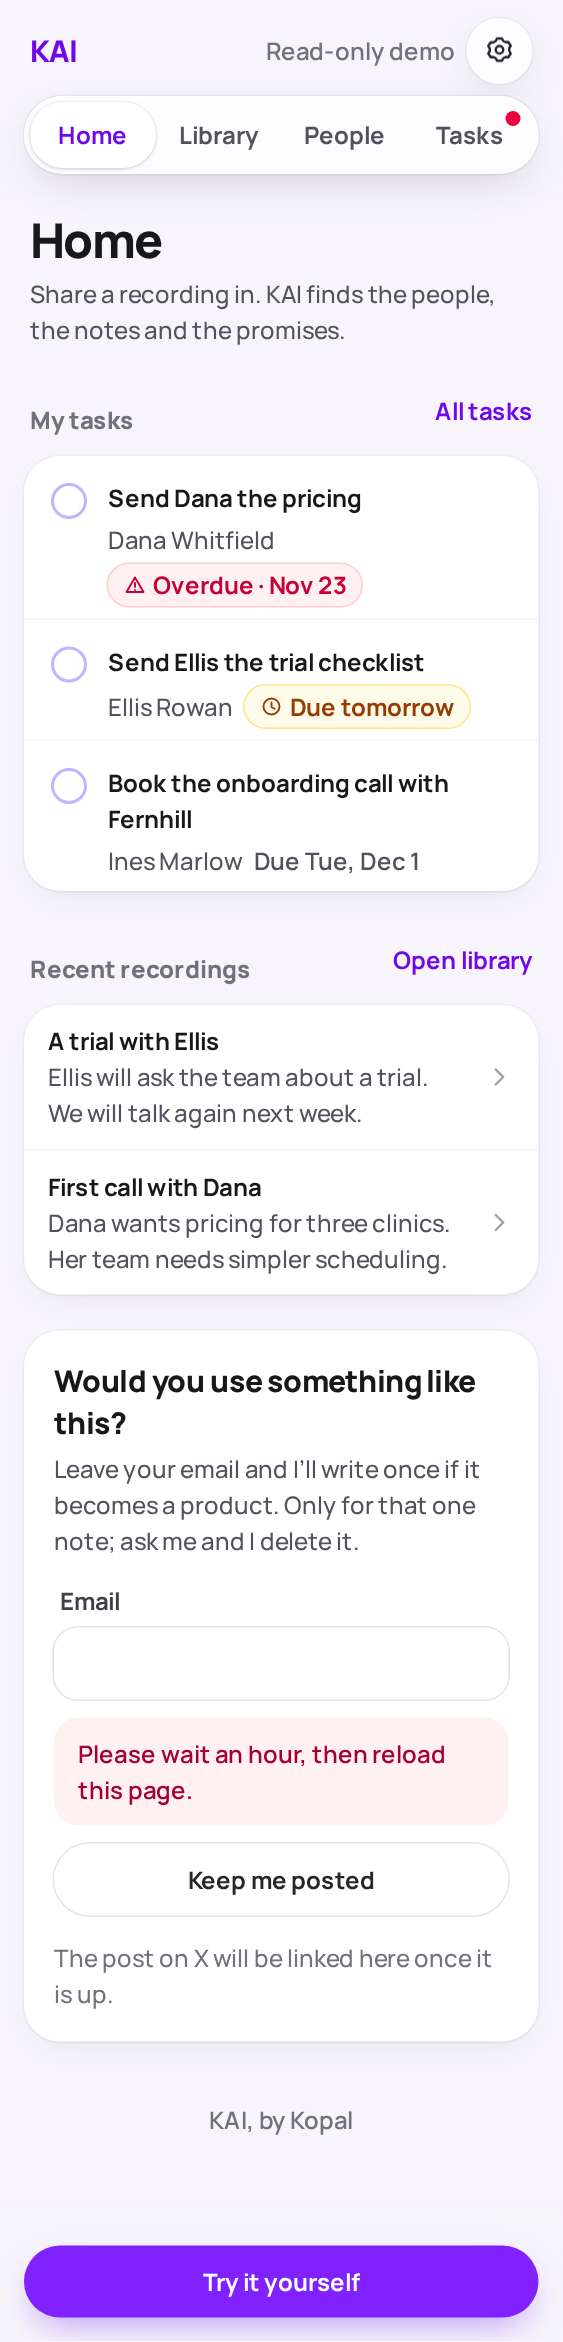 KAI
Read-only demo
Home
Library
People
Tasks
Home
Share a recording in. KAI finds the people,
the notes and the promises.
My tasks
All tasks
Send Dana the pricing
Dana Whitfield
Overdue · Nov 23
Send Ellis the trial checklist
Ellis Rowan
Due tomorrow
Book the onboarding call with
Fernhill
Ines Marlow
Due Tue, Dec 1
Recent recordings
Open library
A trial with Ellis
Ellis will ask the team about a trial.
We will talk again next week.
First call with Dana
Dana wants pricing for three clinics.
Her team needs simpler scheduling.
Would you use something like
this?
Leave your email and I’ll write once if it
becomes a product. Only for that one
note; ask me and I delete it.
Email
Please wait an hour, then reload
this page.
Keep me posted
The post on X will be linked here once it
is up.
KAI, by Kopal
Try it yourself